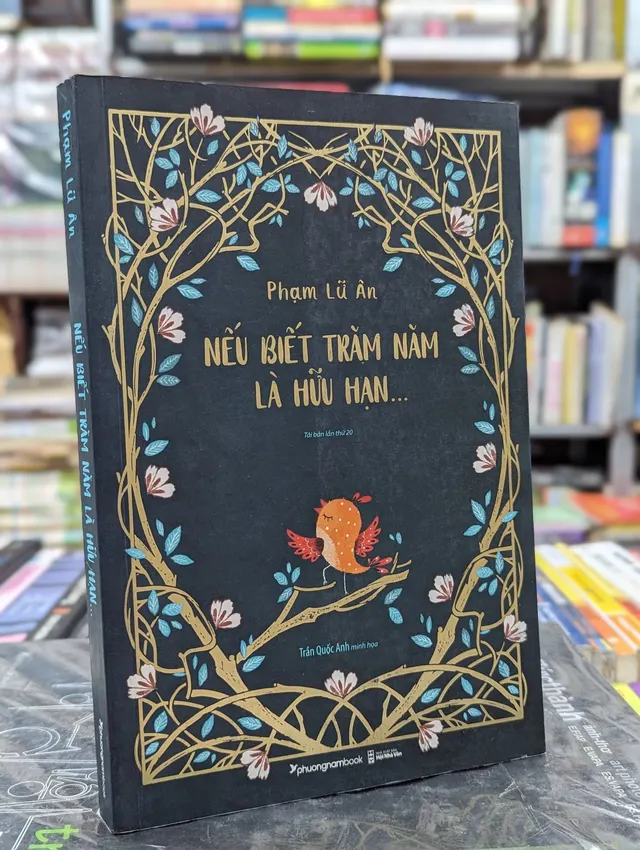 Phạm Lữ Ân
NẾU BIẾT TRĂM NĂM
LÀ HỮU HẠN...
Tái bản lần thứ 20
Trần Quốc Anh minh họa
phuongnambook
Phạm Lữ Ân
NẾU BIẾT TRĂM NĂM LÀ HỮU HẠN...